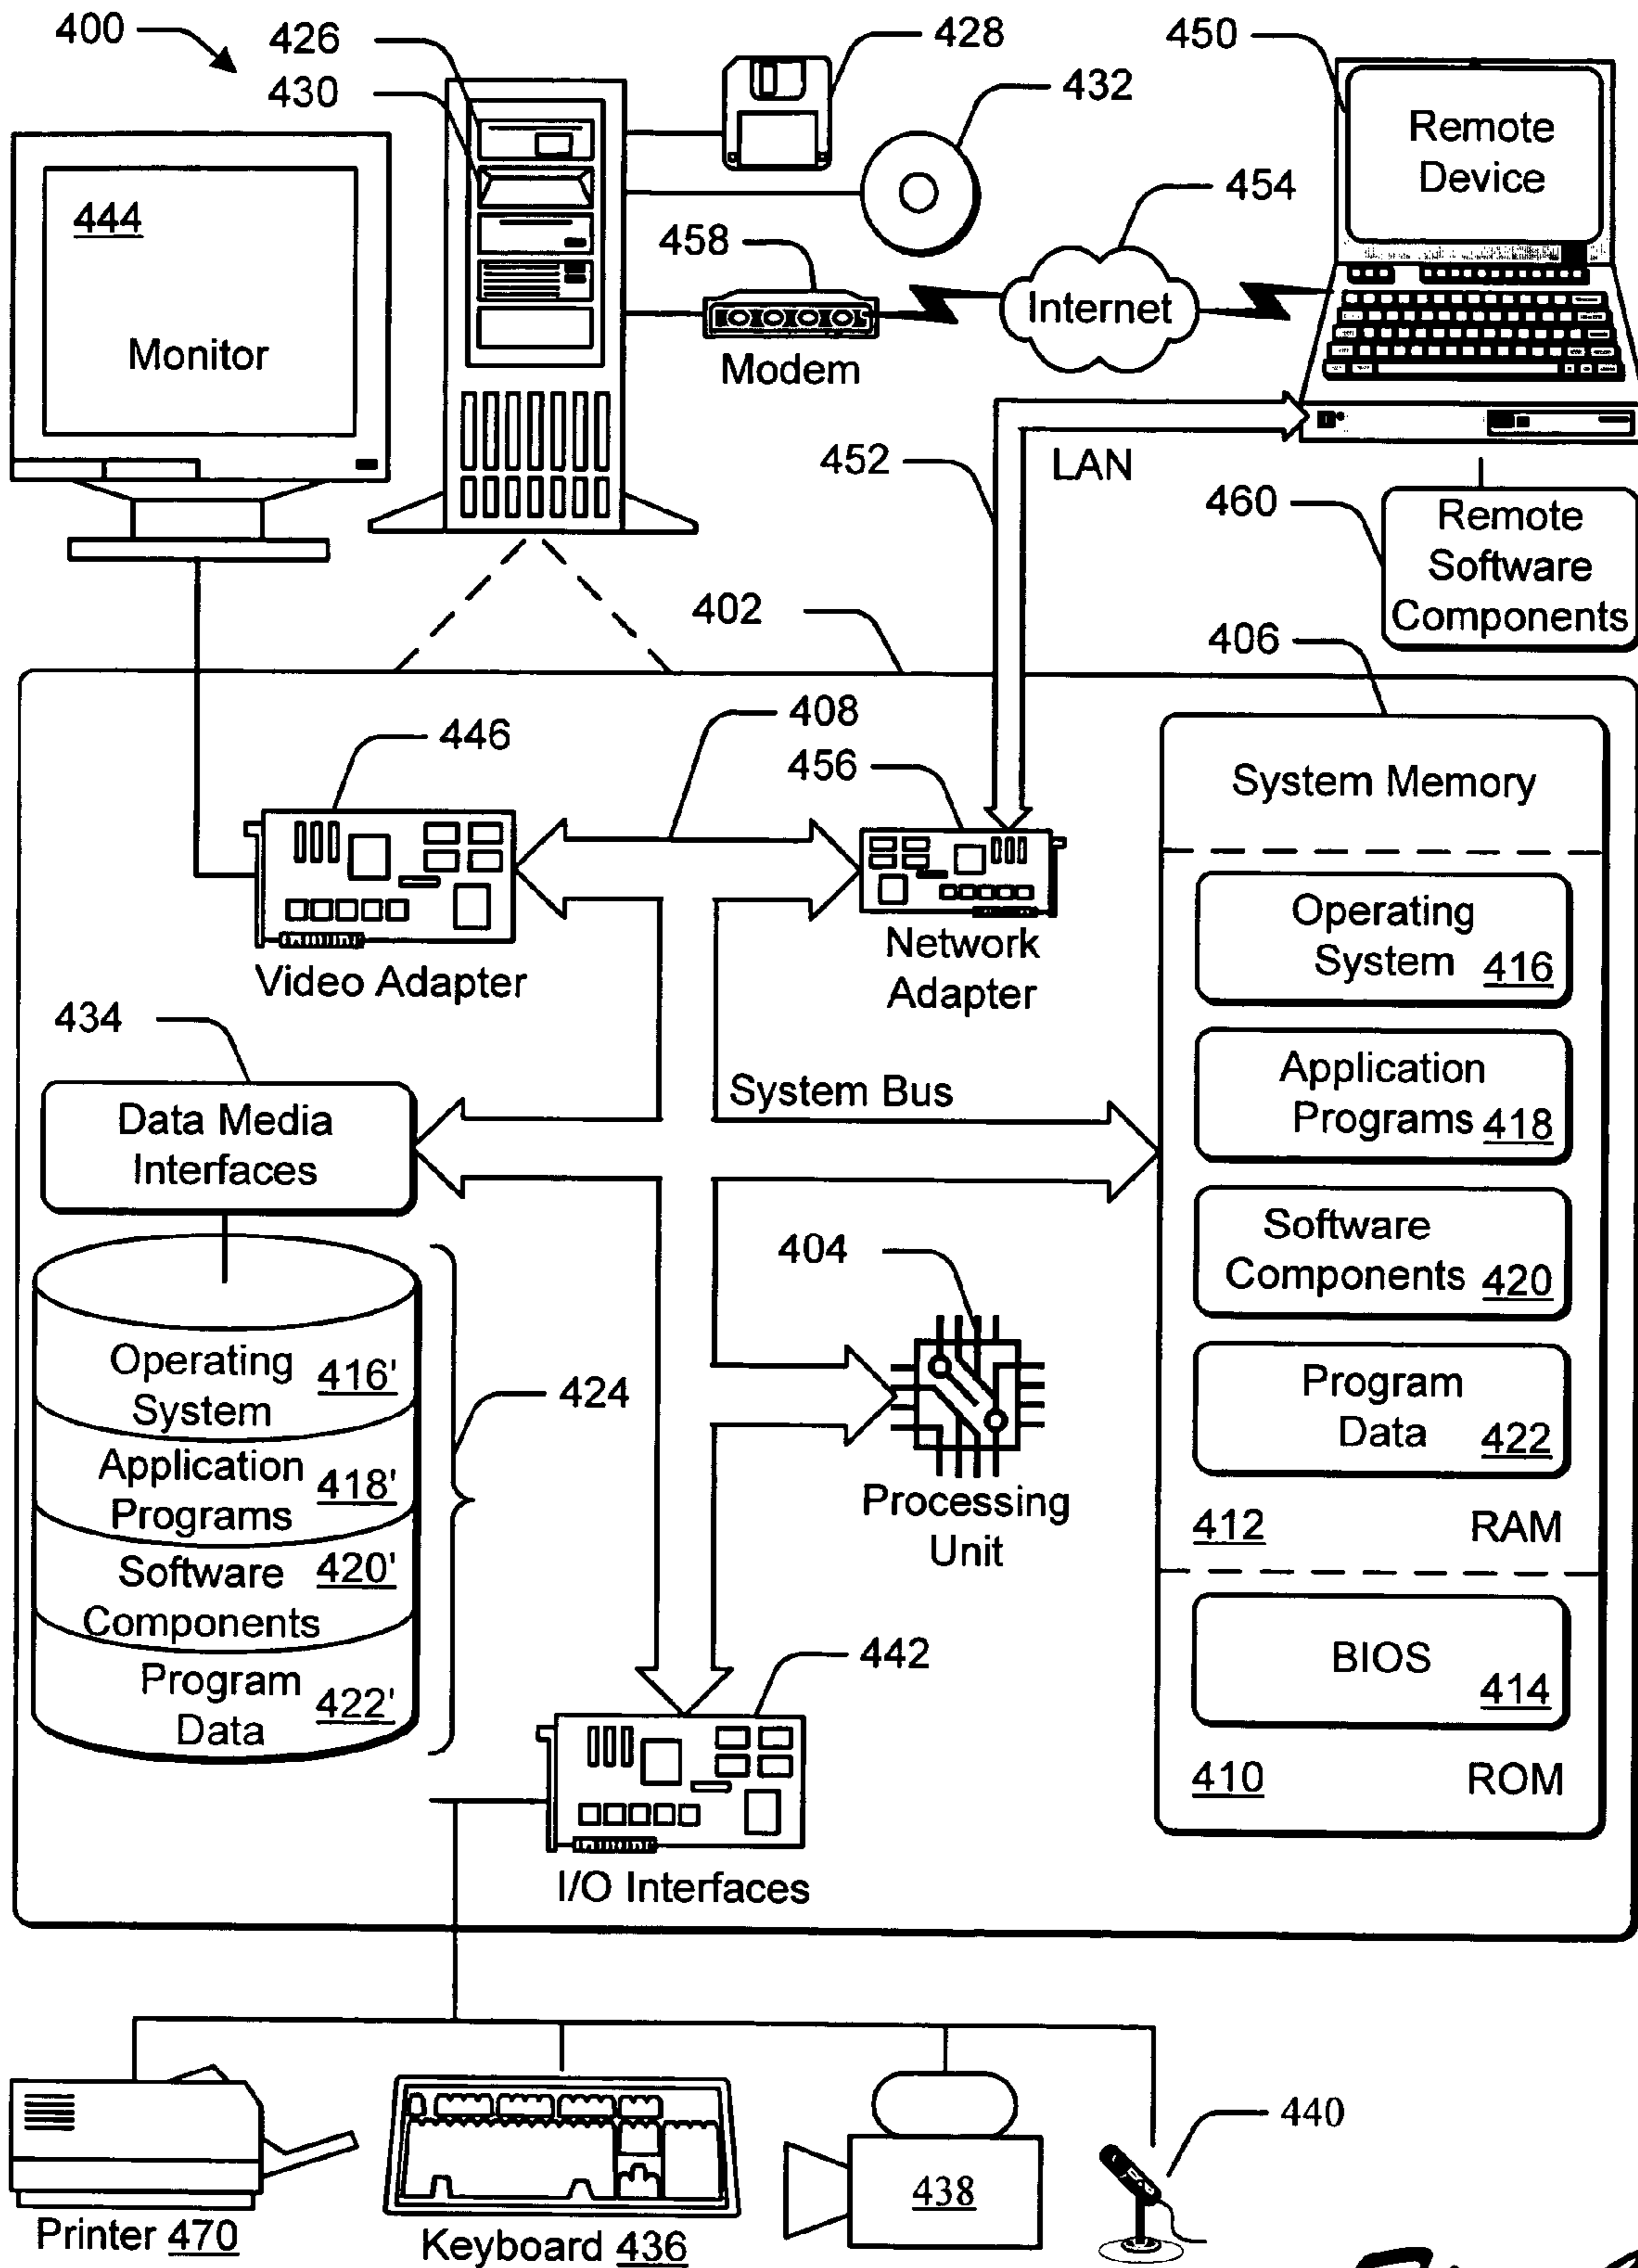 400
426
430
428
432
450
Remote
Device
444
Monitor
458
Modem
454
Internet
452
LAN
460
Remote
Software
Components
402
406
408
446
456
Video Adapter
Network
Adapter
System Memory
Operating
System 416
Application
Programs 418
Software
Components 420
Program
Data 422
412 RAM
BIOS
414
410 ROM
434
Data Media
Interfaces
System Bus
404
Processing
Unit
Operating
System 416'
Application
Programs 418'
Software 420'
Components
Program
Data 422'
424
442
I/O Interfaces
Printer 470
Keyboard 436
438
440